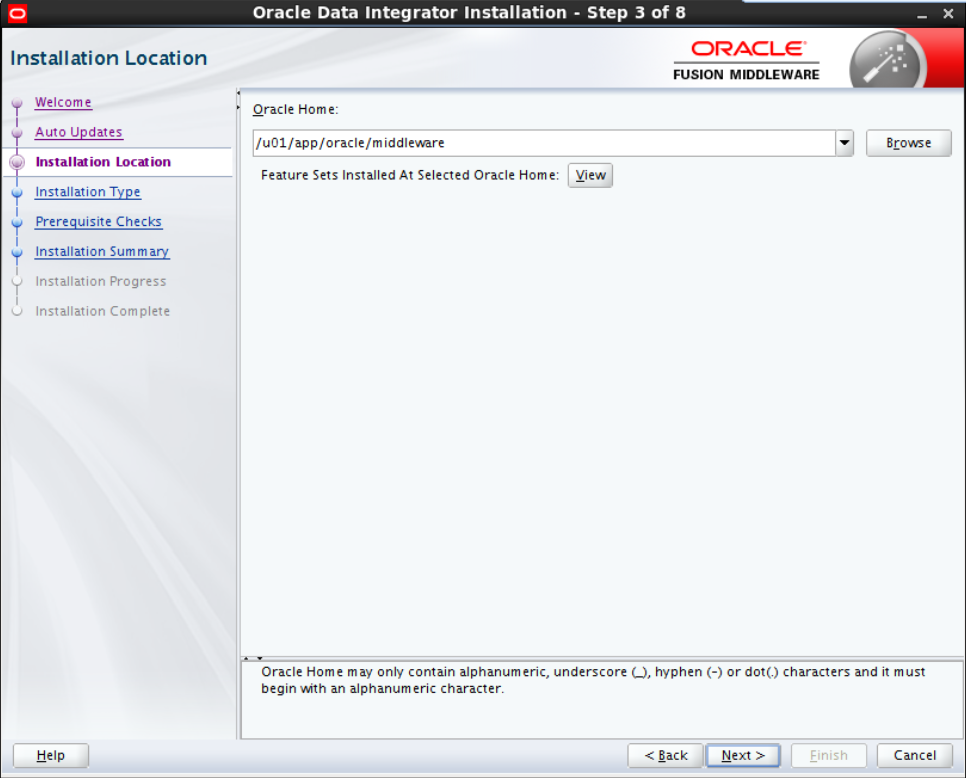 Oracle Data Integrator Installation - Step 3 of 8
Installation Location
ORACLE
FUSION MIDDLEWARE
Welcome
Auto Updates
Installation Location
Installation Type
Prerequisite Checks
Installation Summary
Installation Progress
Installation Complete
Oracle Home:
/u01/app/oracle/middleware
Browse
Feature Sets Installed At Selected Oracle Home: View
Oracle Home may only contain alphanumeric, underscore (_), hyphen (-) or dot(.) characters and it must
begin with an alphanumeric character.
Help
< Back
Next >
Finish
Cancel